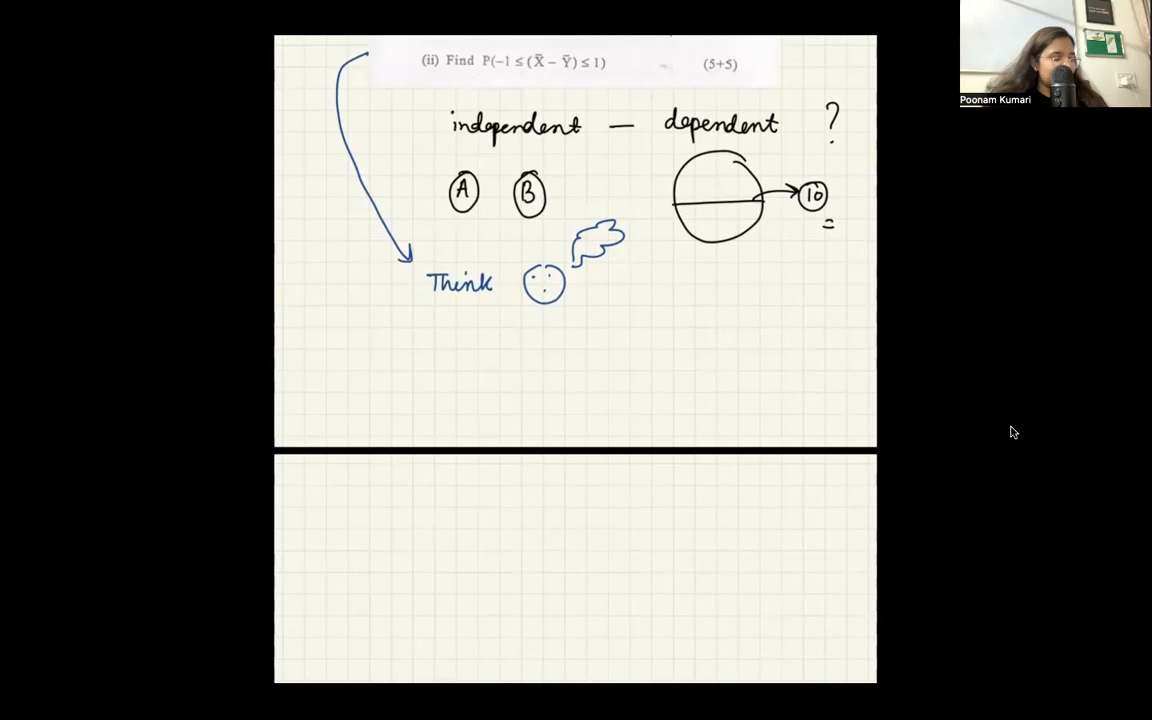 (ii) Find P(-1 ≤ (X̄ - Ȳ) ≤ 1) (5+5)
independent — dependent ?
A B 10
Think
Poonam Kumari